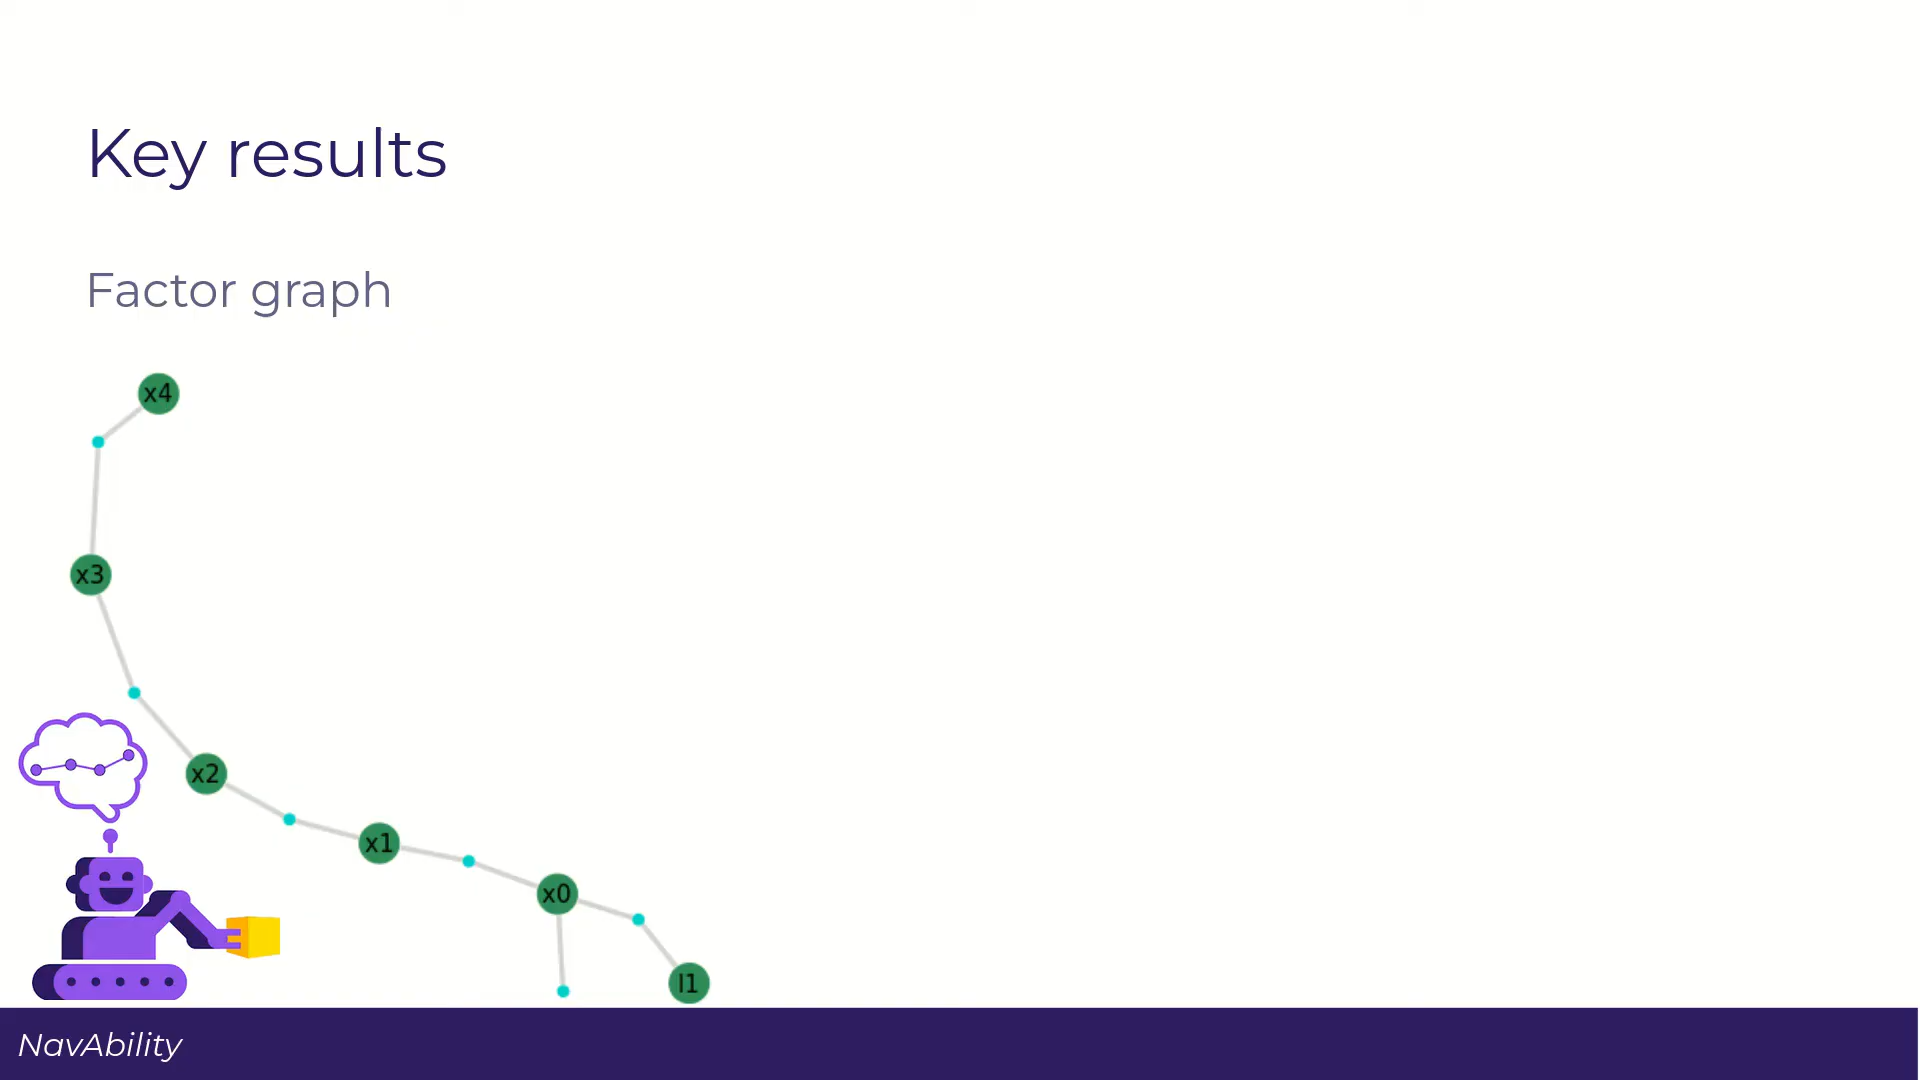 Key results
Factor graph
x4
x3
x2
x1
x0
l1
NavAbility